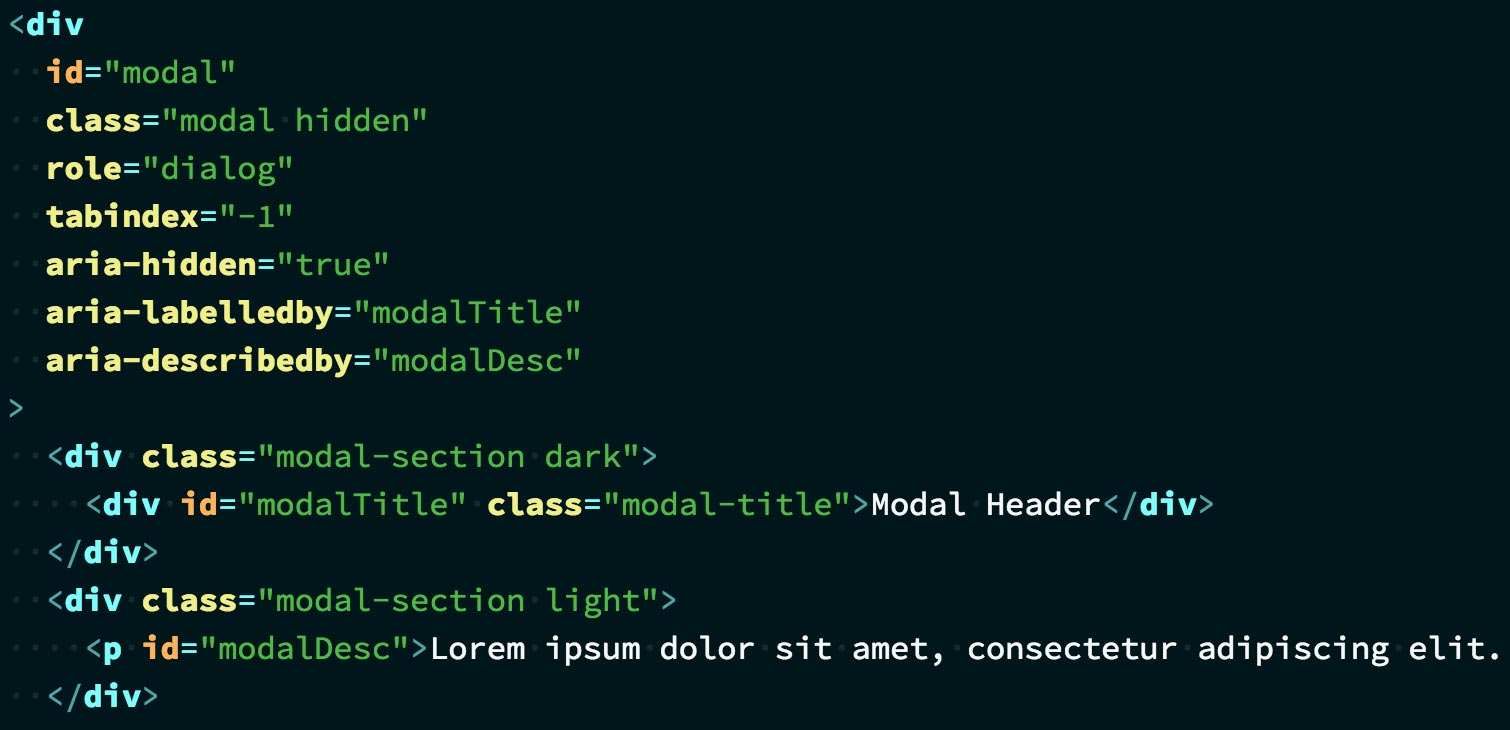 <div
  id="modal"
  class="modal hidden"
  role="dialog"
  tabindex="-1"
  aria-hidden="true"
  aria-labelledby="modalTitle"
  aria-describedby="modalDesc"
>
  <div class="modal-section dark">
    <div id="modalTitle" class="modal-title">Modal Header</div>
  </div>
  <div class="modal-section light">
    <p id="modalDesc">Lorem ipsum dolor sit amet, consectetur adipiscing elit.
  </div>